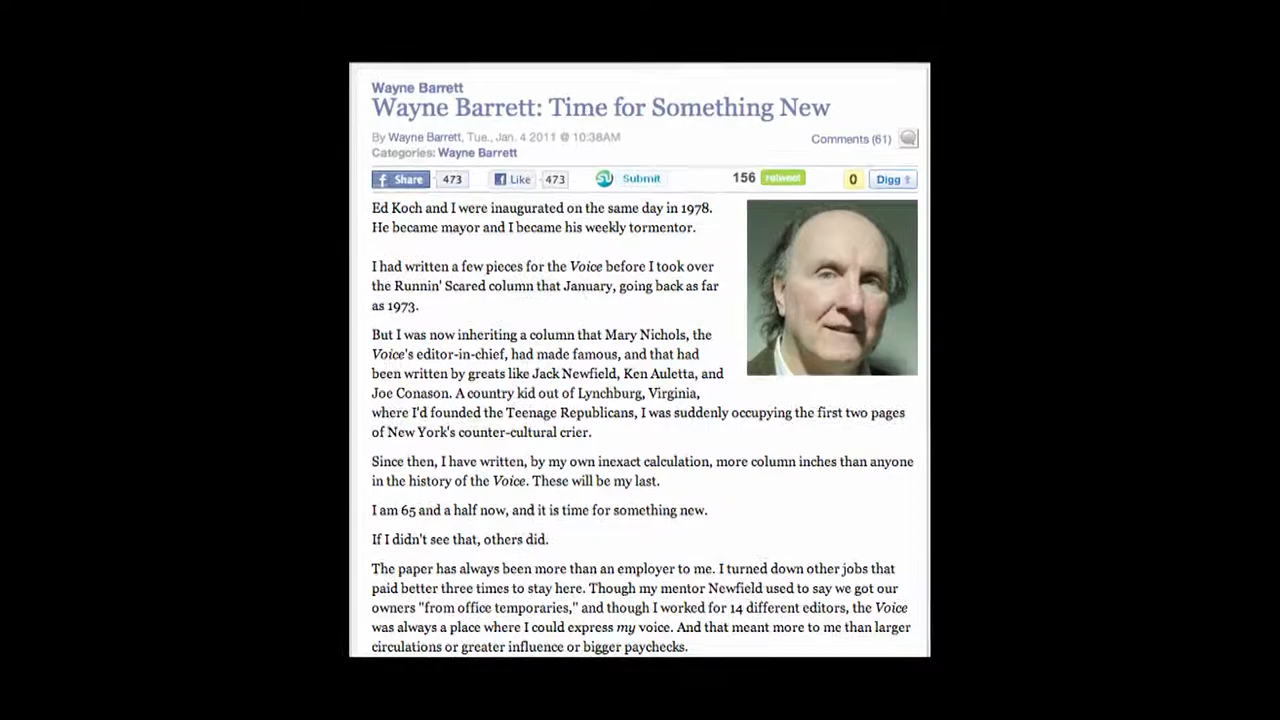 Wayne Barrett
Wayne Barrett: Time for Something New
By Wayne Barrett, Tue., Jan. 4 2011 @ 10:38AM
Comments (61)
Categories: Wayne Barrett
f Share 473 f Like 473 Submit 156 retweet 0 Digg
Ed Koch and I were inaugurated on the same day in 1978.
He became mayor and I became his weekly tormentor.
I had written a few pieces for the Voice before I took over
the Runnin' Scared column that January, going back as far
as 1973.
But I was now inheriting a column that Mary Nichols, the
Voice's editor-in-chief, had made famous, and that had
been written by greats like Jack Newfield, Ken Auletta, and
Joe Conason. A country kid out of Lynchburg, Virginia,
where I'd founded the Teenage Republicans, I was suddenly occupying the first two pages
of New York's counter-cultural crier.
Since then, I have written, by my own inexact calculation, more column inches than anyone
in the history of the Voice. These will be my last.
I am 65 and a half now, and it is time for something new.
If I didn't see that, others did.
The paper has always been more than an employer to me. I turned down other jobs that
paid better three times to stay here. Though my mentor Newfield used to say we got our
owners "from office temporaries," and though I worked for 14 different editors, the Voice
was always a place where I could express my voice. And that meant more to me than larger
circulations or greater influence or bigger paychecks.